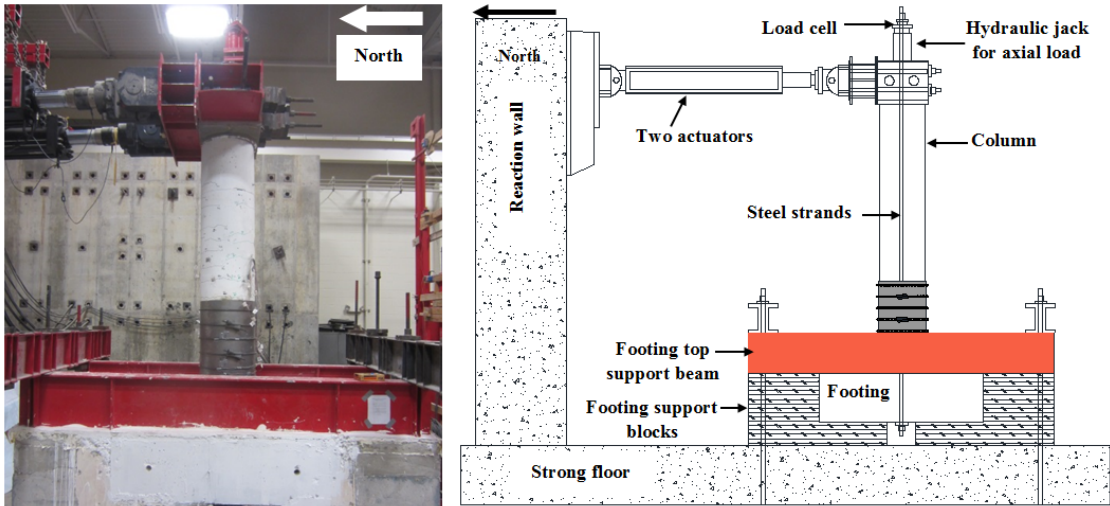 North
North
Load cell
Hydraulic jack
for axial load
Two actuators
Column
Reaction wall
Steel strands
Footing top
support beam
Footing
Footing support
blocks
Strong floor